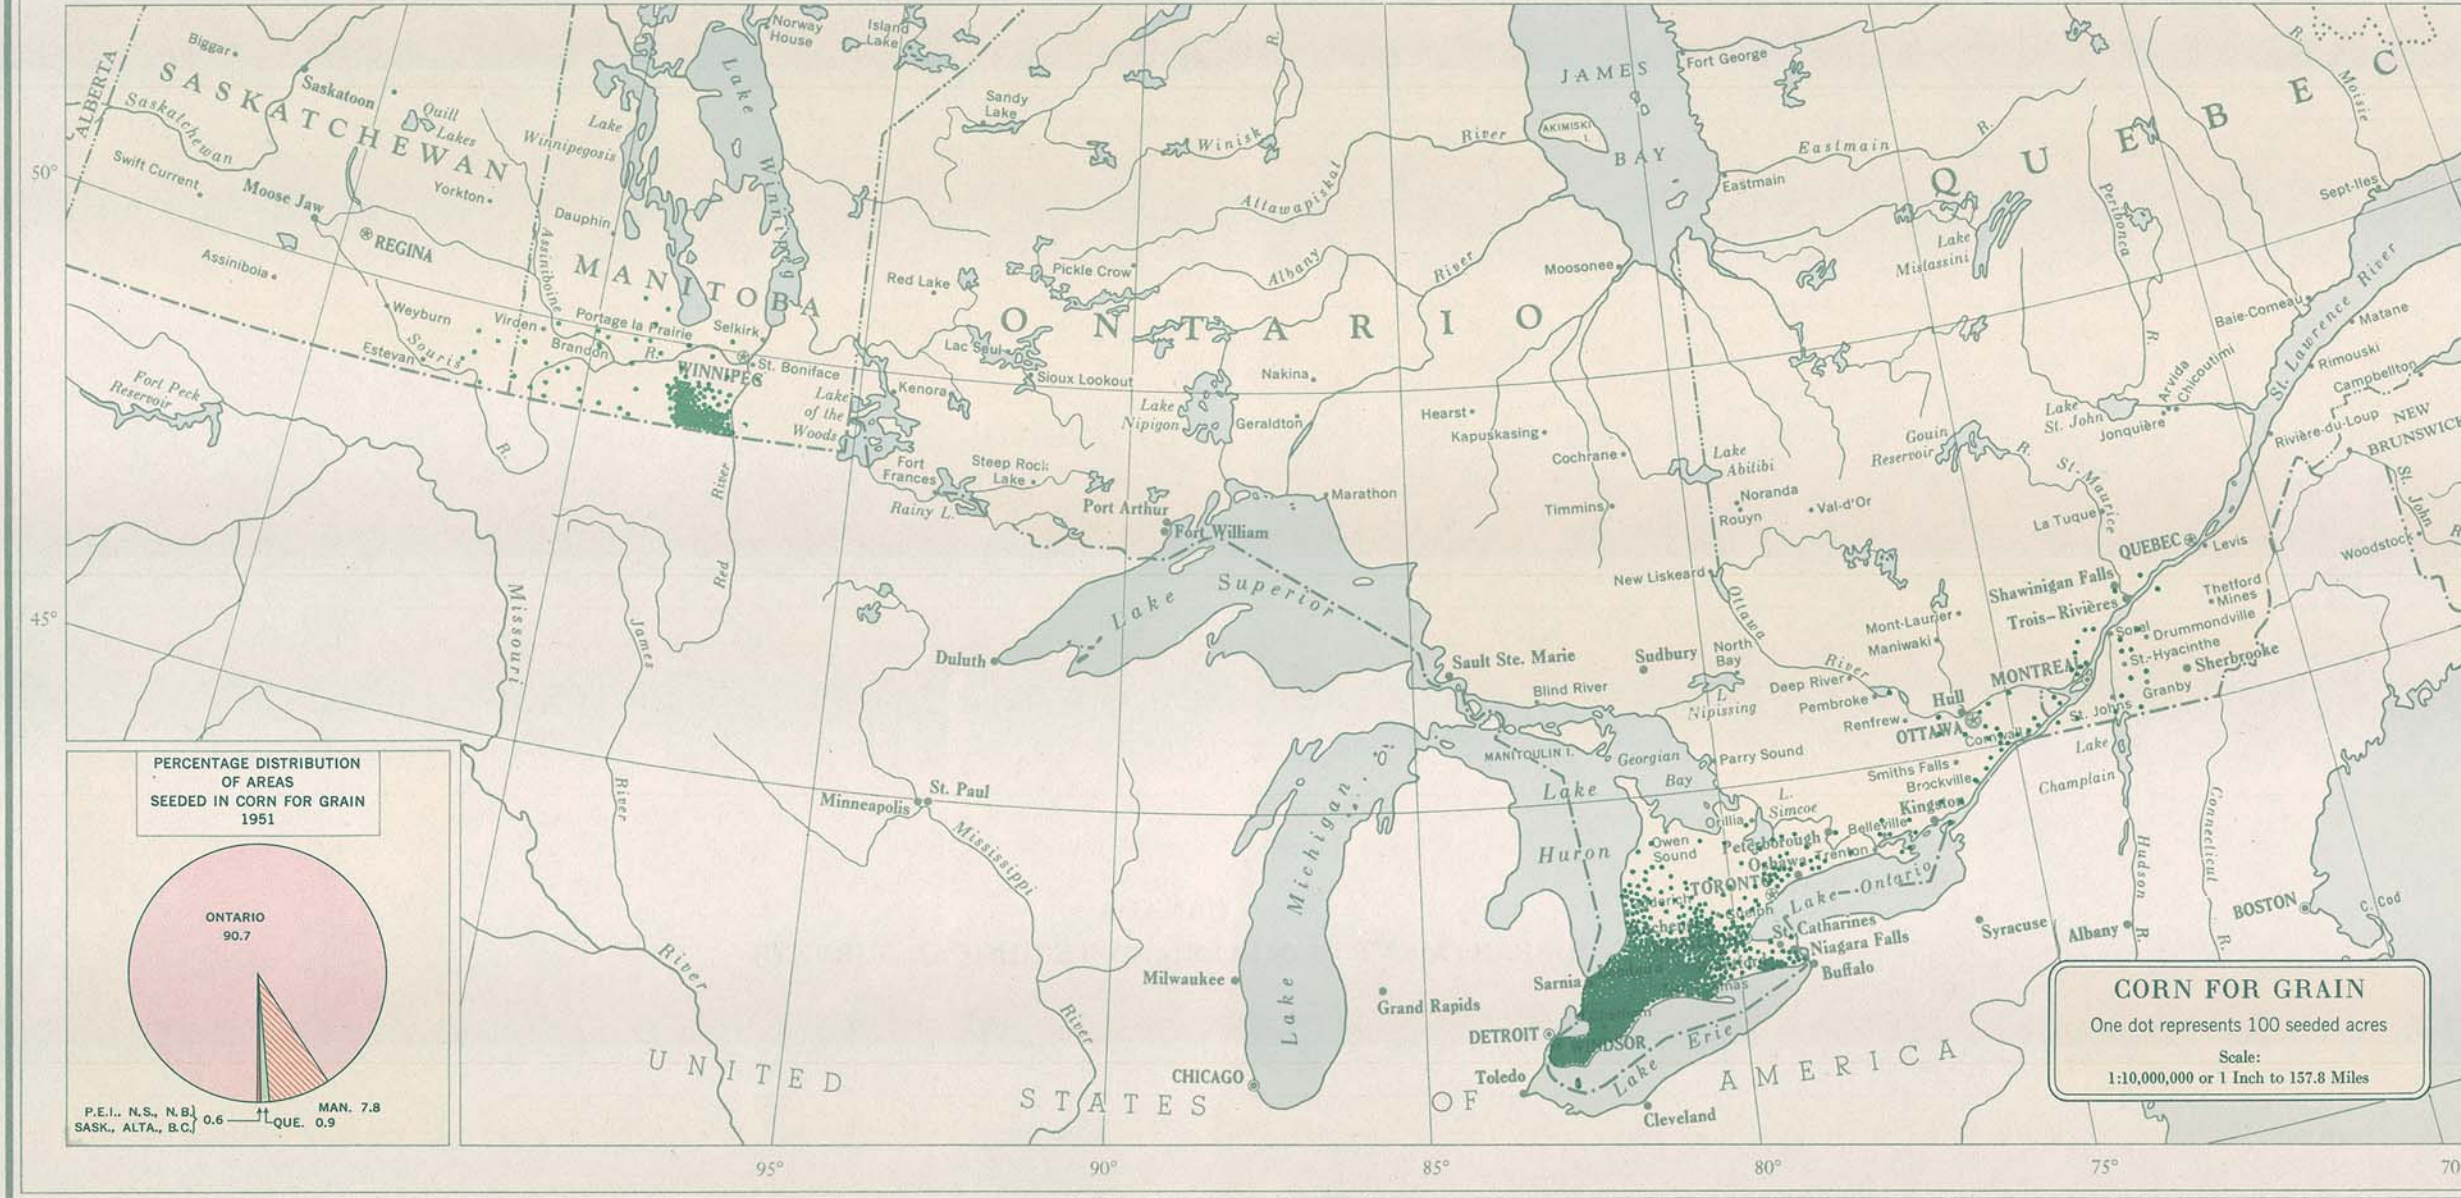 Biggar
SASKATCHEWAN
ALBERTA
Saskatchewan
Saskatoon
Quill
Lakes
Swift Current
Moose Jaw
Yorkton
REGINA
Assiniboia
Weyburn
Estevan
Souris
R.
Fort Peck
Reservoir
50°
45°
Norway
House
Island
Lake
Lake
Winnipeg
Lake
Winnipegosis
Dauphin
MANITOBA
Assiniboine
Virden
Portage la Prairie
Selkirk
Brandon
R.
WINNIPEG
St. Boniface
Lake
of the
Woods
Kenora
Red
River
Sandy
Lake
Winisk
R.
River
Attawapiskat
Albany
River
Red Lake
Pickle Crow
ONTARIO
Lac Seul
Sioux Lookout
Nakina
Lake
Nipigon
Geraldton
Fort
Frances
Rainy L.
Steep Rock
Lake
Port Arthur
Fort William
Marathon
Hearst
Kapuskasing
Cochrane
Timmins
Moosonee
JAMES
BAY
AKIMISKI
I.
Fort George
Eastmain
R.
Eastmain
QUEBEC
Lake
Mistassini
Peribonca
R.
R.
Moisie
Sept-Iles
Baie-Comeau
St. Lawrence River
Matane
Rimouski
Campbellton
NEW
BRUNSWICK
Rivière-du-Loup
Arvida
Chicoutimi
Lake
St. John
Jonquière
Gouin
Reservoir
R.
St-Maurice
La Tuque
Lake
Abitibi
Noranda
Rouyn
Val-d'Or
St. John
R.
Woodstock
QUEBEC
Levis
Shawinigan Falls
Trois-Rivières
Thetford
Mines
Sorel
Drummondville
St.-Hyacinthe
Sherbrooke
Granby
St. Johns
MONTREAL
New Liskeard
Ottawa
River
Mont-Laurier
Maniwaki
North
Bay
Sudbury
L.
Nipissing
Deep River
Pembroke
Renfrew
Hull
OTTAWA
Cornwall
Smiths Falls
Brockville
Kingston
Belleville
Trenton
Peterborough
Oshawa
TORONTO
Orillia
L.
Simcoe
Owen
Sound
Parry Sound
Georgian
Bay
MANITOULIN I.
Blind River
Sault Ste. Marie
Lake Superior
Duluth
Lake
Huron
Lake Michigan
Lake Ontario
Guelph
St. Catharines
Niagara Falls
Buffalo
Sarnia
DETROIT
WINDSOR
Lake Erie
Toledo
Cleveland
Grand Rapids
Milwaukee
CHICAGO
Minneapolis
St. Paul
Mississippi
River
Missouri
River
James
River
UNITED
STATES
OF
AMERICA
Lake
Champlain
Hudson
R.
Connecticut
R.
Syracuse
Albany
BOSTON
C. Cod
PERCENTAGE DISTRIBUTION
OF AREAS
SEEDED IN CORN FOR GRAIN
1951
ONTARIO
90.7
P.E.I., N.S., N.B.
SASK., ALTA., B.C.
0.6
QUE. 0.9
MAN. 7.8
CORN FOR GRAIN
One dot represents 100 seeded acres
Scale:
1:10,000,000 or 1 Inch to 157.8 Miles
95°
90°
85°
80°
75°
70